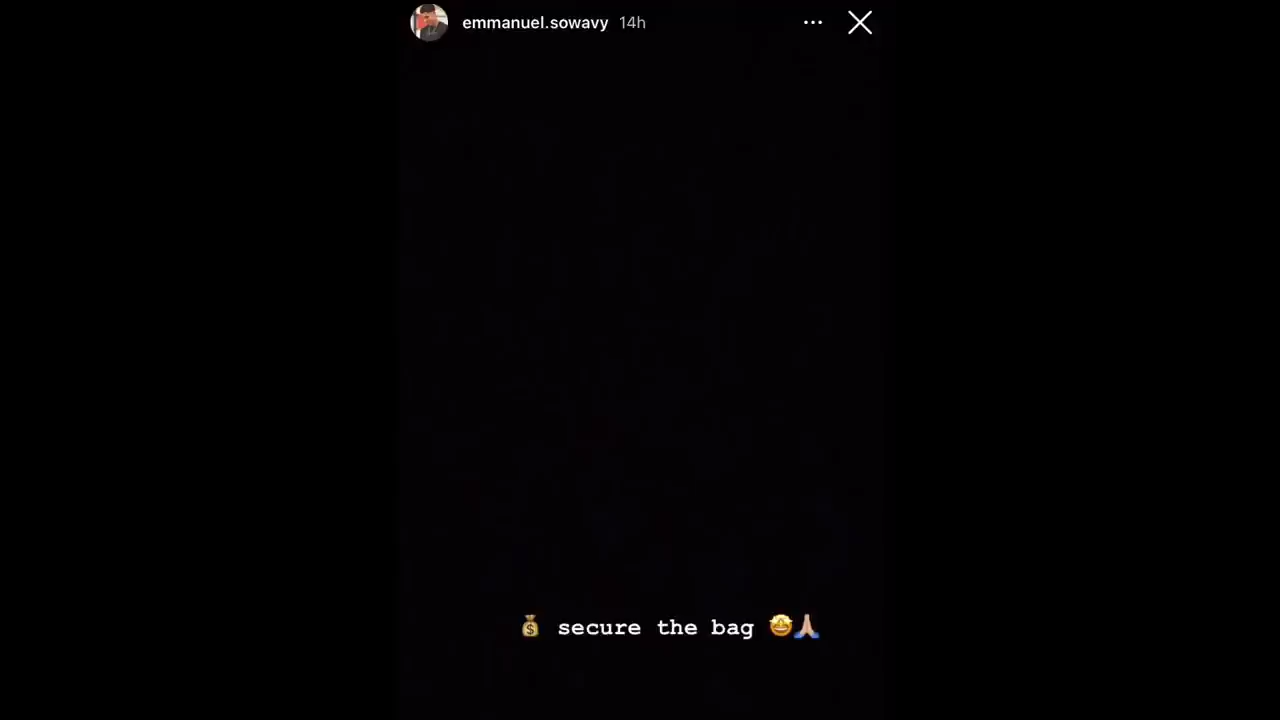 emmanuel.sowavy 14h
💰 secure the bag 🤩🙏🏼